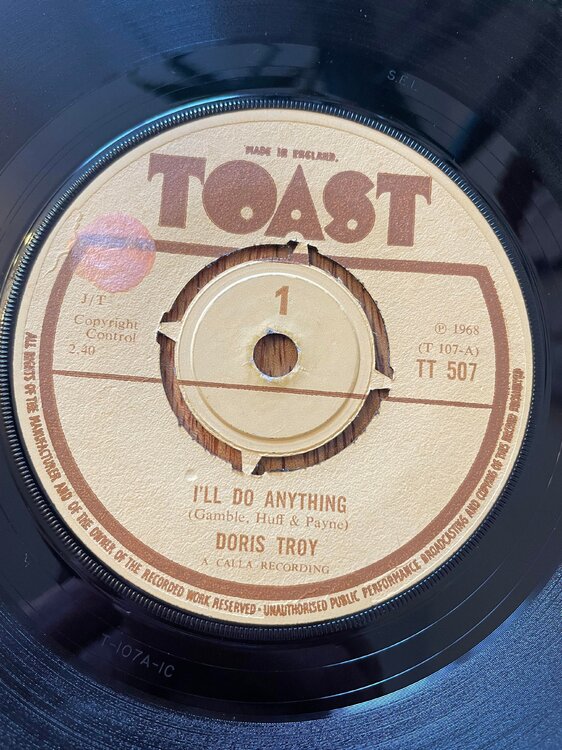 SFL
MADE IN ENGLAND.
TOAST
J/T
Copyright
Control
2.40
1
℗ 1968
(T 107-A)
TT 507
I'LL DO ANYTHING
(Gamble, Huff & Payne)
DORIS TROY
A CALLA RECORDING
ALL RIGHTS OF THE MANUFACTURER AND OF THE OWNER OF THE RECORDED WORK RESERVED · UNAUTHORISED PUBLIC PERFORMANCE BROADCASTING AND COPYING OF THIS RECORD PROHIBITED
T-107A-1C